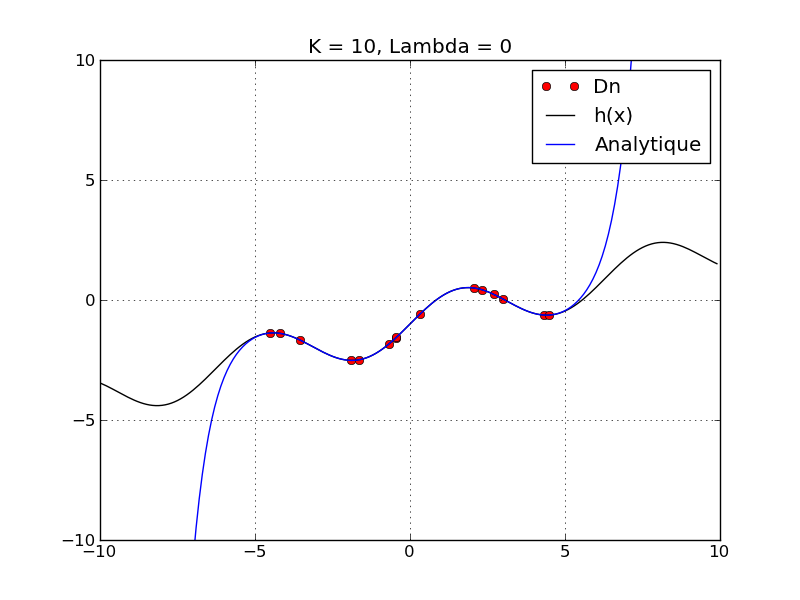 K = 10, Lambda = 0
10
5
0
−5
−10
−10
−5
0
5
10
Dn
h(x)
Analytique